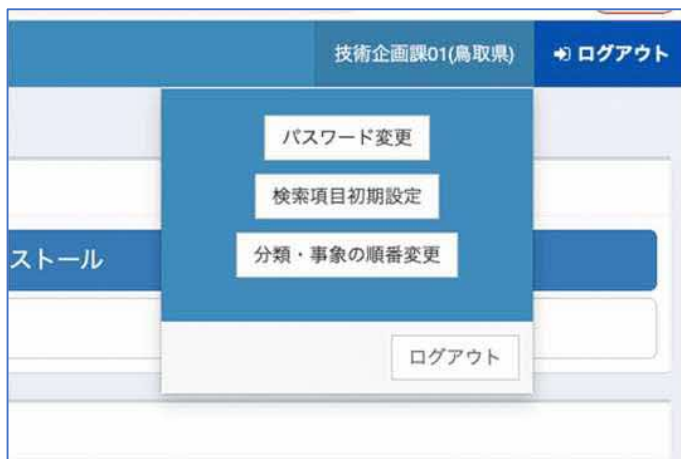 技術企画課01(鳥取県)
ログアウト
パスワード変更
検索項目初期設定
分類・事象の順番変更
ストール
ログアウト